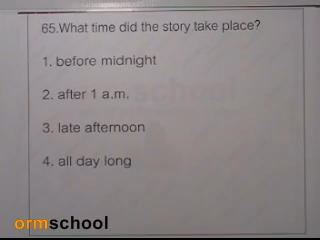 65.What time did the story take place?
1. before midnight
2. after 1 a.m.
3. late afternoon
4. all day long
ormschool